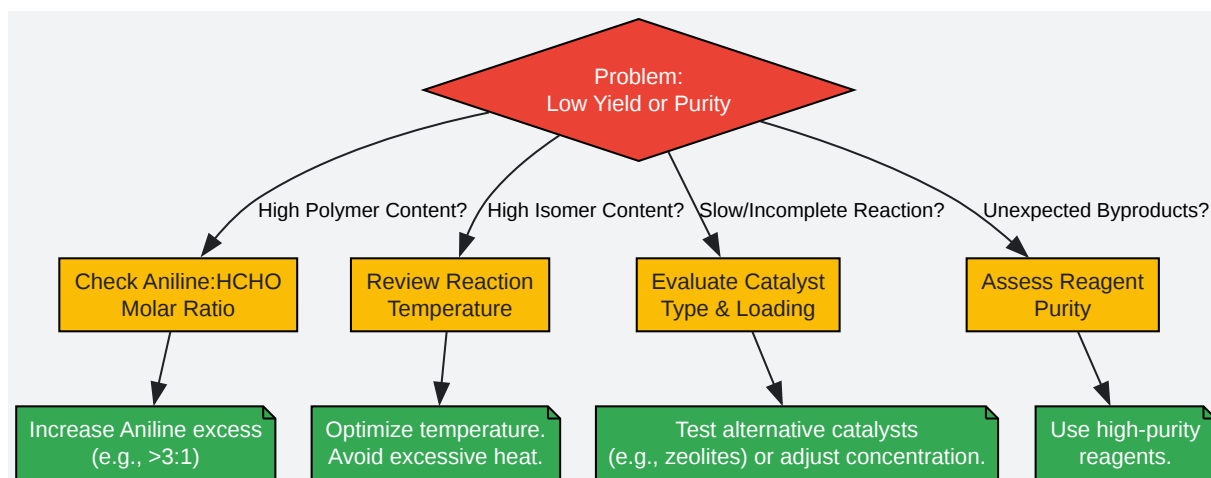 Problem:
Low Yield or Purity
High Polymer Content?
High Isomer Content?
Slow/Incomplete Reaction?
Unexpected Byproducts?
Check Aniline:HCHO
Molar Ratio
Review Reaction
Temperature
Evaluate Catalyst
Type & Loading
Assess Reagent
Purity
Increase Aniline excess
(e.g., >3:1)
Optimize temperature.
Avoid excessive heat.
Test alternative catalysts
(e.g., zeolites) or adjust concentration.
Use high-purity
reagents.